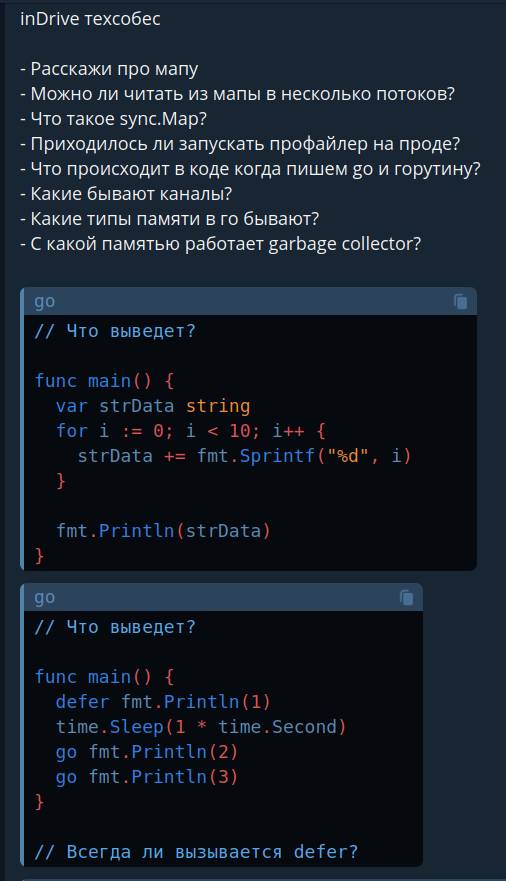 inDrive техсобес
- Расскажи про мапу
- Можно ли читать из мапы в несколько потоков?
- Что такое sync.Map?
- Приходилось ли запускать профайлер на проде?
- Что происходит в коде когда пишем go и горутину?
- Какие бывают каналы?
- Какие типы памяти в го бывают?
- С какой памятью работает garbage collector?
go
// Что выведет?
func main() {
  var strData string
  for i := 0; i < 10; i++ {
    strData += fmt.Sprintf("%d", i)
  }
  fmt.Println(strData)
}
go
// Что выведет?
func main() {
  defer fmt.Println(1)
  time.Sleep(1 * time.Second)
  go fmt.Println(2)
  go fmt.Println(3)
}
// Всегда ли вызывается defer?